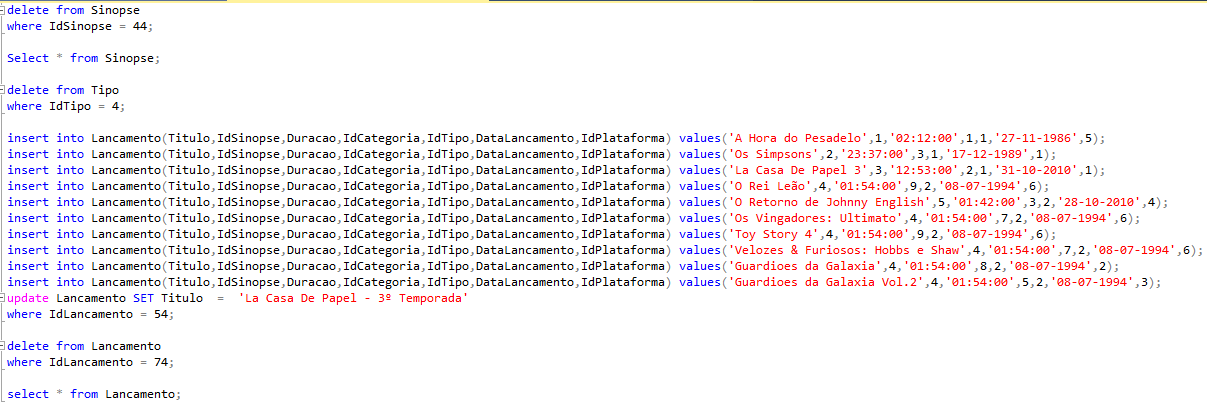 delete from Sinopse
where IdSinopse = 44;
Select * from Sinopse;
delete from Tipo
where IdTipo = 4;
insert into Lancamento(Titulo,IdSinopse,Duracao,IdCategoria,IdTipo,DataLancamento,IdPlataforma) values('A Hora do Pesadelo',1,'02:12:00',1,1,'27-11-1986',5);
insert into Lancamento(Titulo,IdSinopse,Duracao,IdCategoria,IdTipo,DataLancamento,IdPlataforma) values('Os Simpsons',2,'23:37:00',3,1,'17-12-1989',1);
insert into Lancamento(Titulo,IdSinopse,Duracao,IdCategoria,IdTipo,DataLancamento,IdPlataforma) values('La Casa De Papel 3',3,'12:53:00',2,1,'31-10-2010',1);
insert into Lancamento(Titulo,IdSinopse,Duracao,IdCategoria,IdTipo,DataLancamento,IdPlataforma) values('O Rei Leão',4,'01:54:00',9,2,'08-07-1994',6);
insert into Lancamento(Titulo,IdSinopse,Duracao,IdCategoria,IdTipo,DataLancamento,IdPlataforma) values('O Retorno de Johnny English',5,'01:42:00',3,2,'28-10-2010',4);
insert into Lancamento(Titulo,IdSinopse,Duracao,IdCategoria,IdTipo,DataLancamento,IdPlataforma) values('Os Vingadores: Ultimato',4,'01:54:00',7,2,'08-07-1994',6);
insert into Lancamento(Titulo,IdSinopse,Duracao,IdCategoria,IdTipo,DataLancamento,IdPlataforma) values('Toy Story 4',4,'01:54:00',9,2,'08-07-1994',6);
insert into Lancamento(Titulo,IdSinopse,Duracao,IdCategoria,IdTipo,DataLancamento,IdPlataforma) values('Velozes & Furiosos: Hobbs e Shaw',4,'01:54:00',7,2,'08-07-1994',6);
insert into Lancamento(Titulo,IdSinopse,Duracao,IdCategoria,IdTipo,DataLancamento,IdPlataforma) values('Guardioes da Galaxia',4,'01:54:00',8,2,'08-07-1994',2);
insert into Lancamento(Titulo,IdSinopse,Duracao,IdCategoria,IdTipo,DataLancamento,IdPlataforma) values('Guardioes da Galaxia Vol.2',4,'01:54:00',5,2,'08-07-1994',3);
update Lancamento SET Titulo  =  'La Casa De Papel - 3º Temporada'
where IdLancamento = 54;
delete from Lancamento
where IdLancamento = 74;
select * from Lancamento;